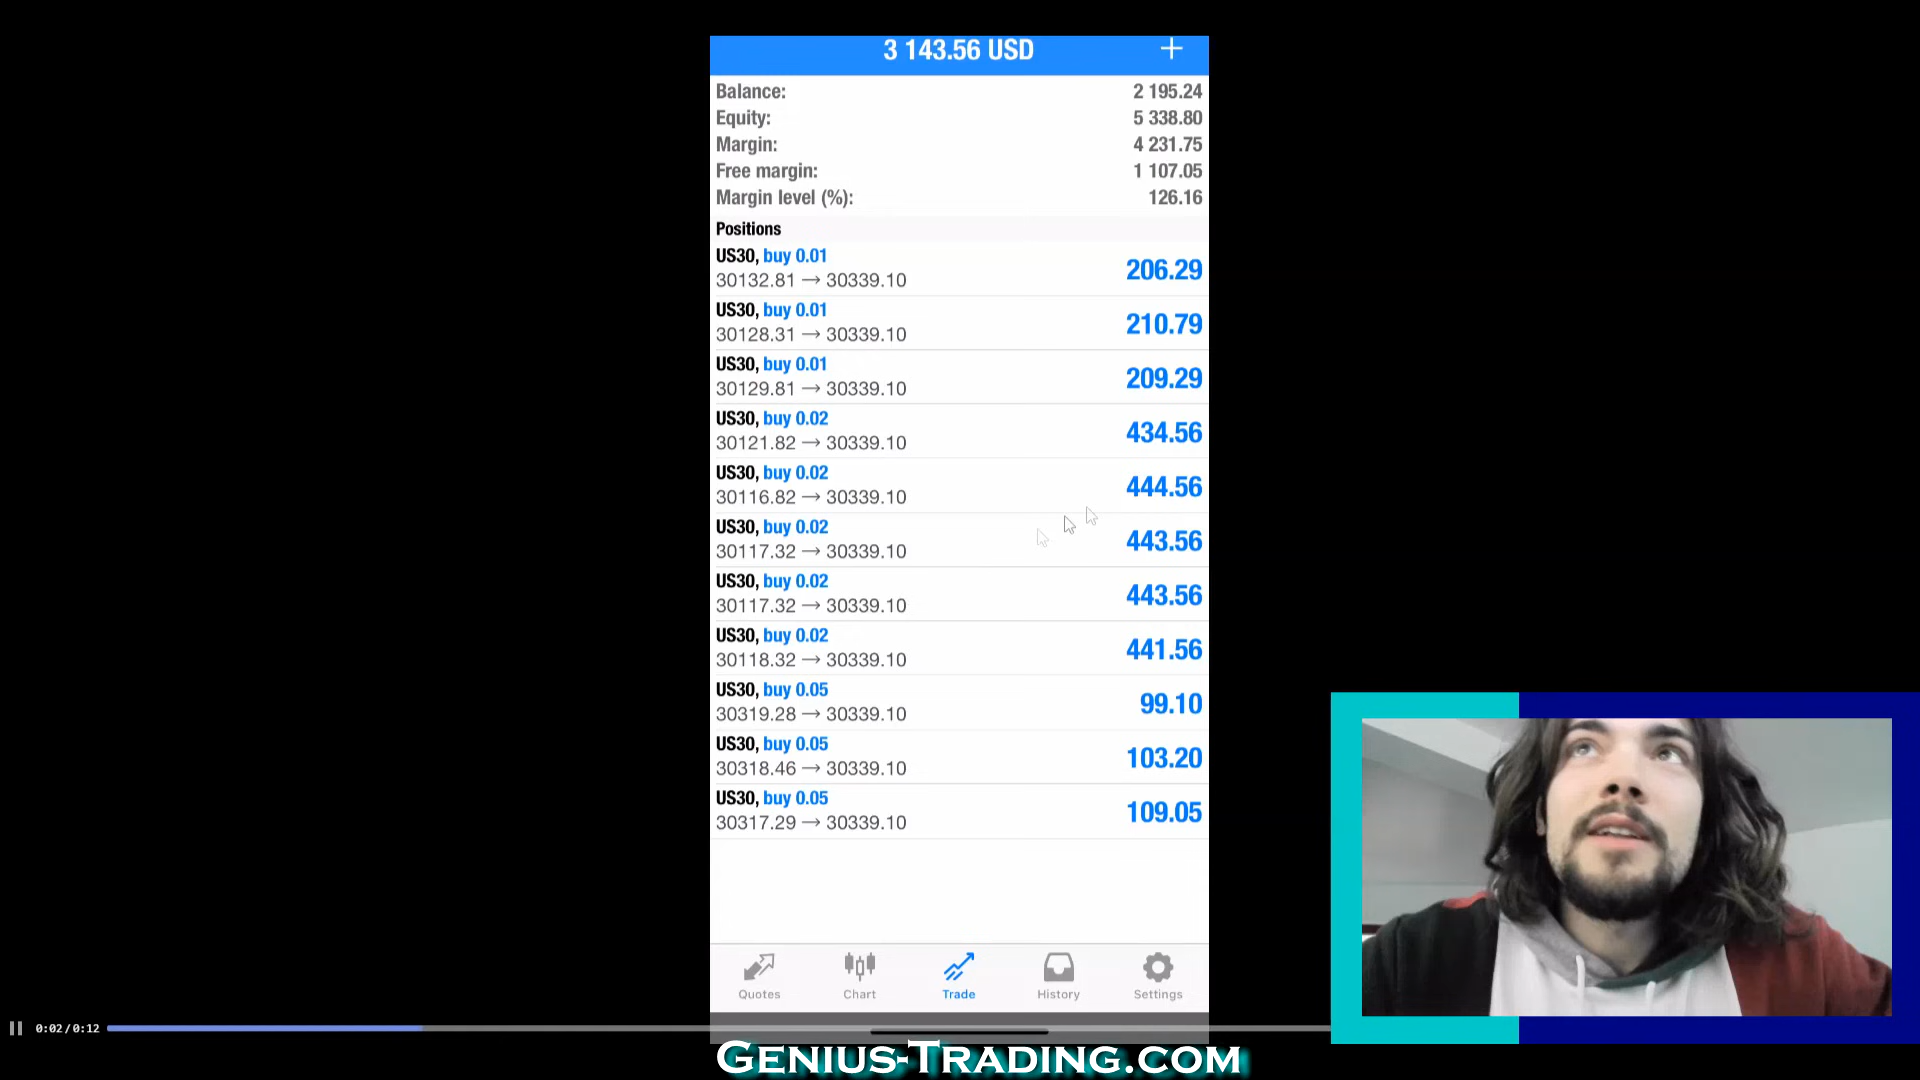 3 143.56 USD
Balance: 2 195.24
Equity: 5 338.80
Margin: 4 231.75
Free margin: 1 107.05
Margin level (%): 126.16
Positions
US30, buy 0.01
30132.81 → 30339.10 206.29
US30, buy 0.01
30128.31 → 30339.10 210.79
US30, buy 0.01
30129.81 → 30339.10 209.29
US30, buy 0.02
30121.82 → 30339.10 434.56
US30, buy 0.02
30116.82 → 30339.10 444.56
US30, buy 0.02
30117.32 → 30339.10 443.56
US30, buy 0.02
30117.32 → 30339.10 443.56
US30, buy 0.02
30118.32 → 30339.10 441.56
US30, buy 0.05
30319.28 → 30339.10 99.10
US30, buy 0.05
30318.46 → 30339.10 103.20
US30, buy 0.05
30317.29 → 30339.10 109.05
Quotes Chart Trade History Settings
0:02/0:12
GENIUS-TRADING.COM